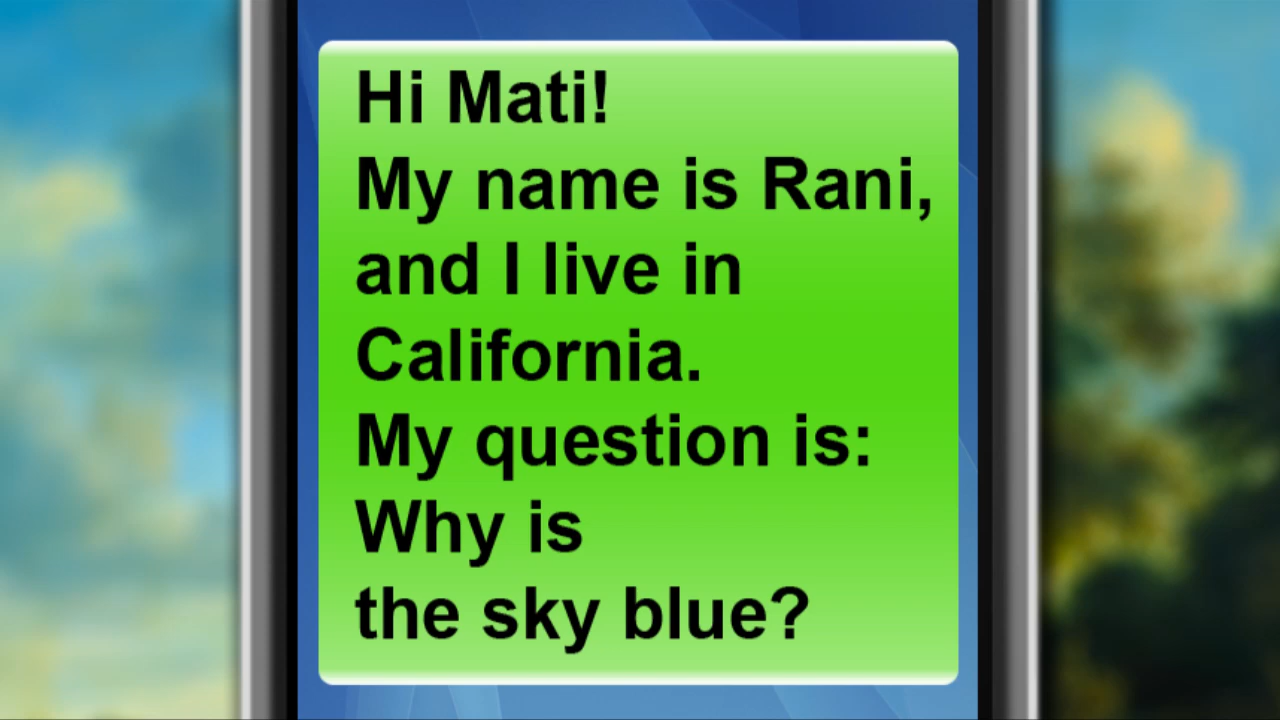 Hi Mati!
My name is Rani,
and I live in
California.
My question is:
Why is
the sky blue?